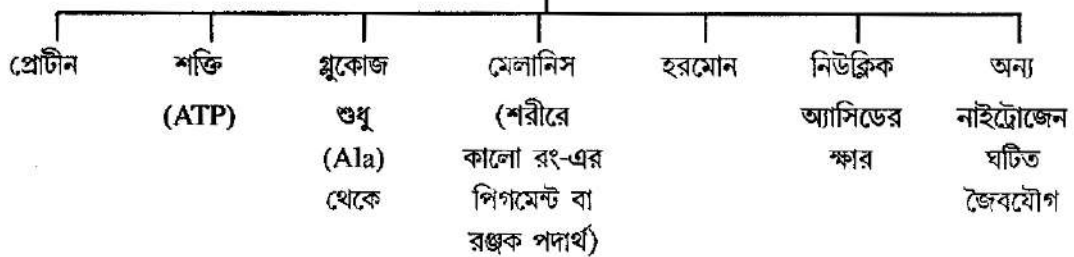 প্রোটীন শক্তি গ্লুকোজ মেলানিস হরমোন নিউক্লিক অন্য
(ATP) শুধু (শরীরে অ্যাসিডের নাইট্রোজেন
(Ala) কালো রং-এর ক্ষার ঘটিত
থেকে পিগমেন্ট বা জৈবযৌগ
রঞ্জক পদার্থ)